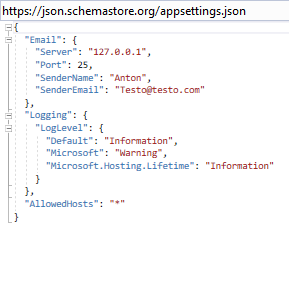 https://json.schemastore.org/appsettings.json
{
  "Email": {
    "Server": "127.0.0.1",
    "Port": 25,
    "SenderName": "Anton",
    "SenderEmail": "Testo@testo.com"
  },
  "Logging": {
    "LogLevel": {
      "Default": "Information",
      "Microsoft": "Warning",
      "Microsoft.Hosting.Lifetime": "Information"
    }
  },
  "AllowedHosts": "*"
}